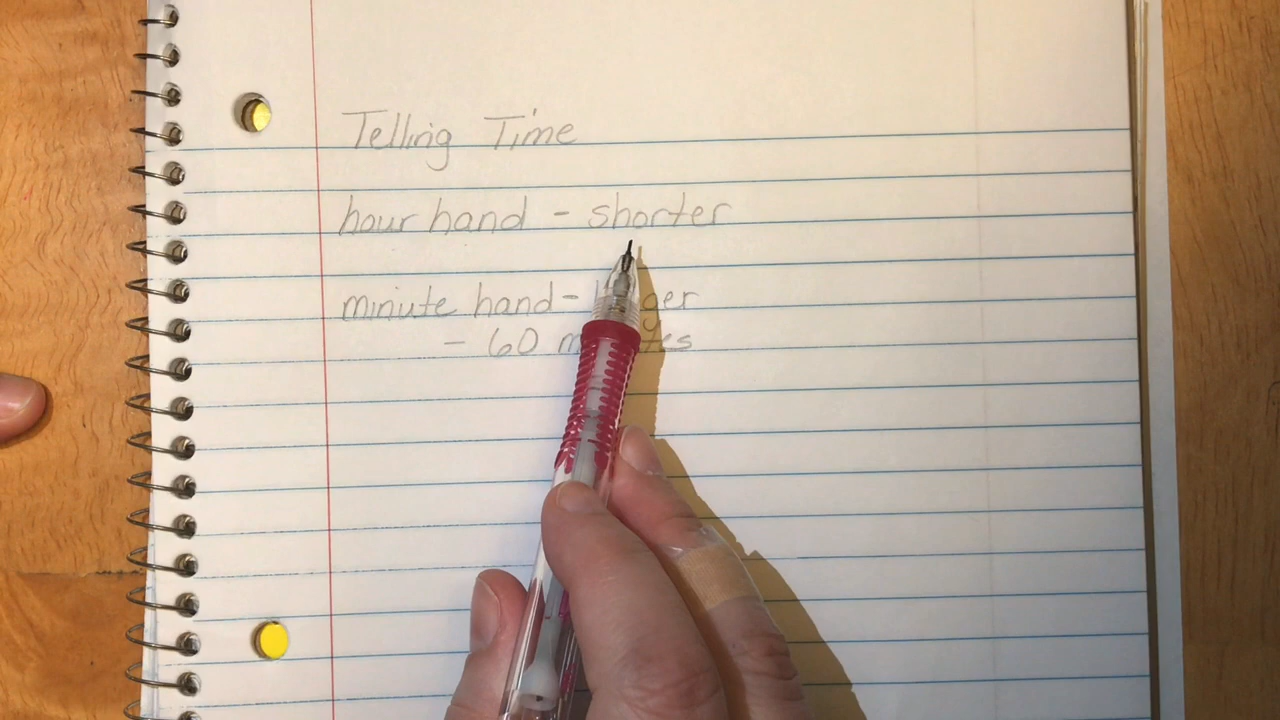 Telling Time
hour hand - shorter
minute hand -
- 60